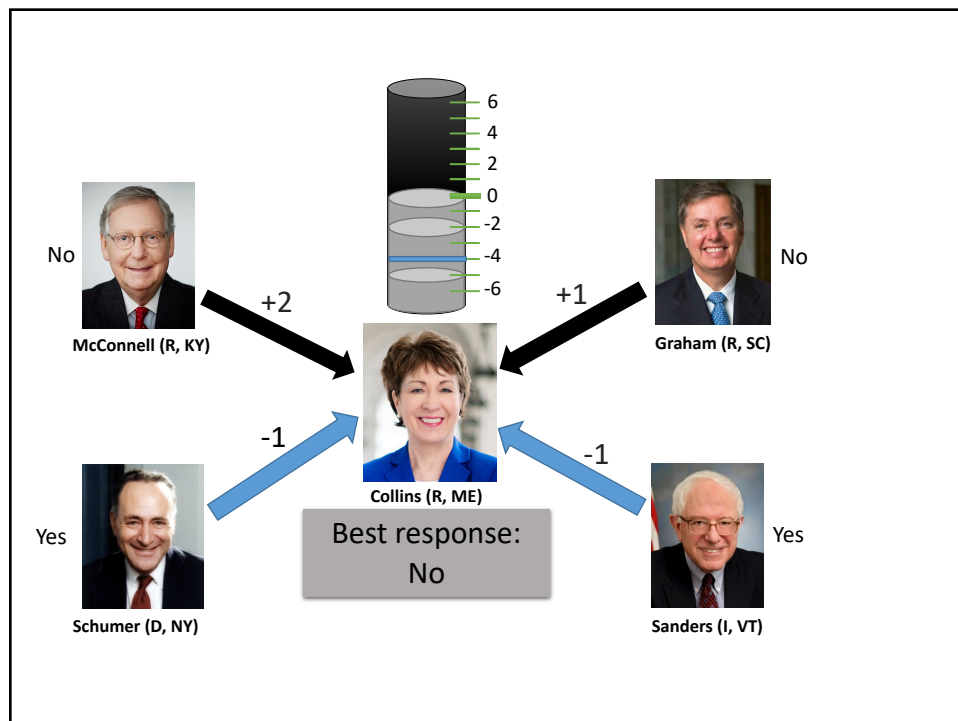 6
4
2
0
-2
-4
-6
No
+2
+1
No
McConnell (R, KY)
Graham (R, SC)
-1
-1
Collins (R, ME)
Yes
Best response:
No
Yes
Schumer (D, NY)
Sanders (I, VT)